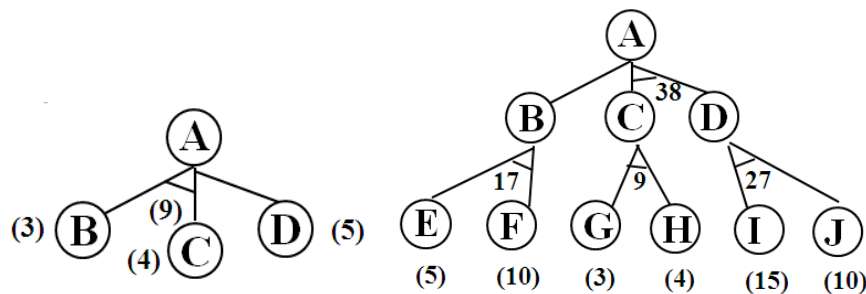 A
38
B C D
17 9 27
E F G H I J
(5) (10) (3) (4) (15) (10)
A
(9)
(3) B D (5)
(4) C